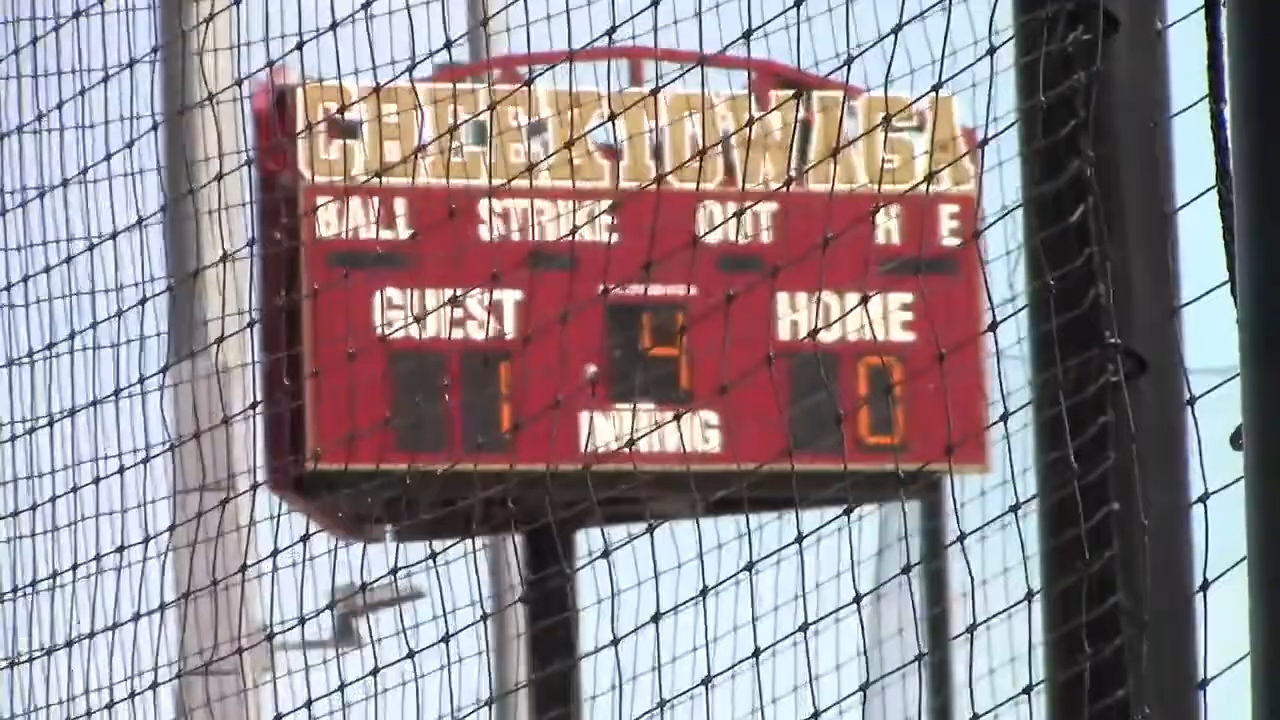 CHEEKTOWAGA
BALL STRIKE OUT H E
GUEST HOME
1 4 0
INNING